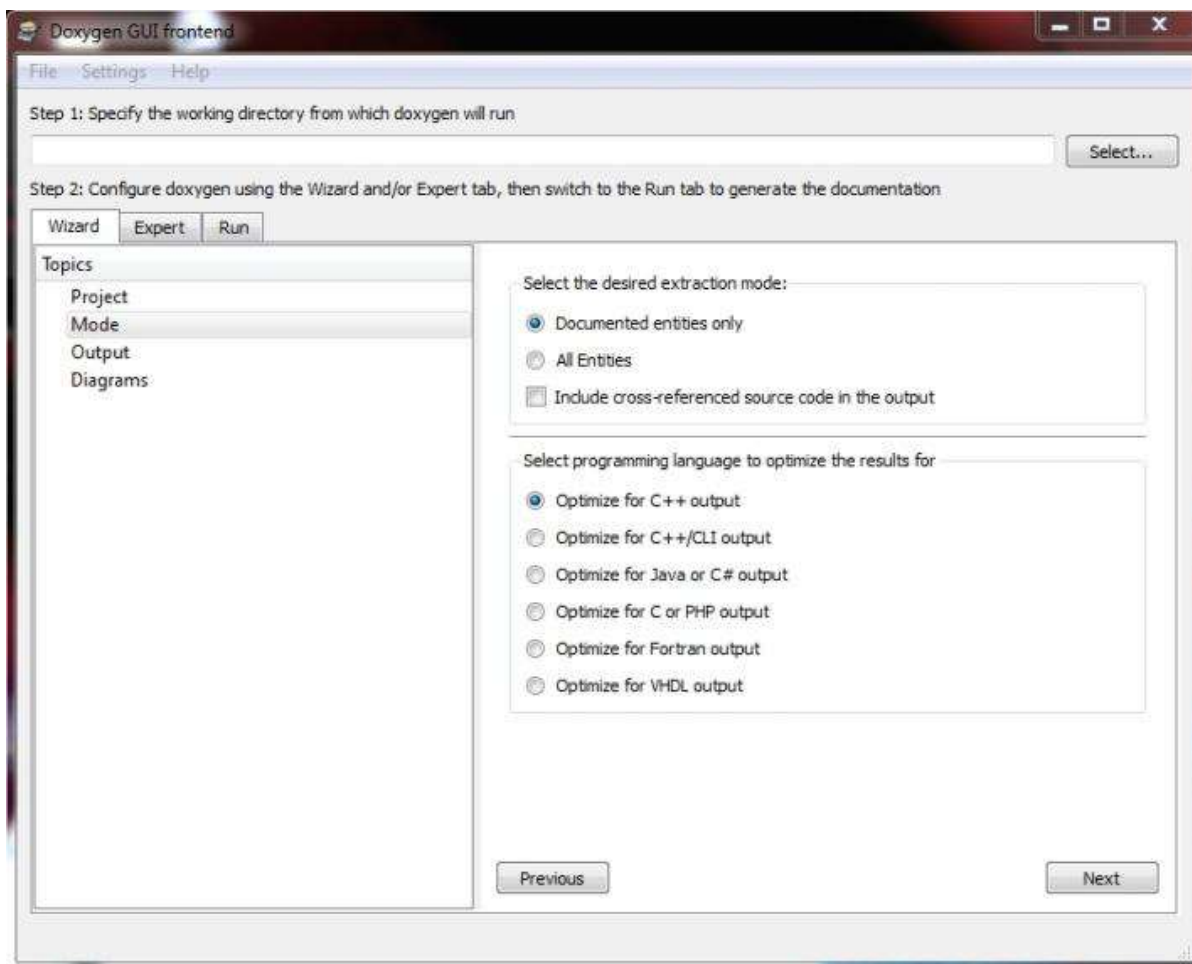 Doxygen GUI frontend
File Settings Help
Step 1: Specify the working directory from which doxygen will run
Select...
Step 2: Configure doxygen using the Wizard and/or Expert tab, then switch to the Run tab to generate the documentation
Wizard Expert Run
Topics
Project
Mode
Output
Diagrams
Select the desired extraction mode:
Documented entities only
All Entities
Include cross-referenced source code in the output
Select programming language to optimize the results for
Optimize for C++ output
Optimize for C++/CLI output
Optimize for Java or C# output
Optimize for C or PHP output
Optimize for Fortran output
Optimize for VHDL output
Previous Next